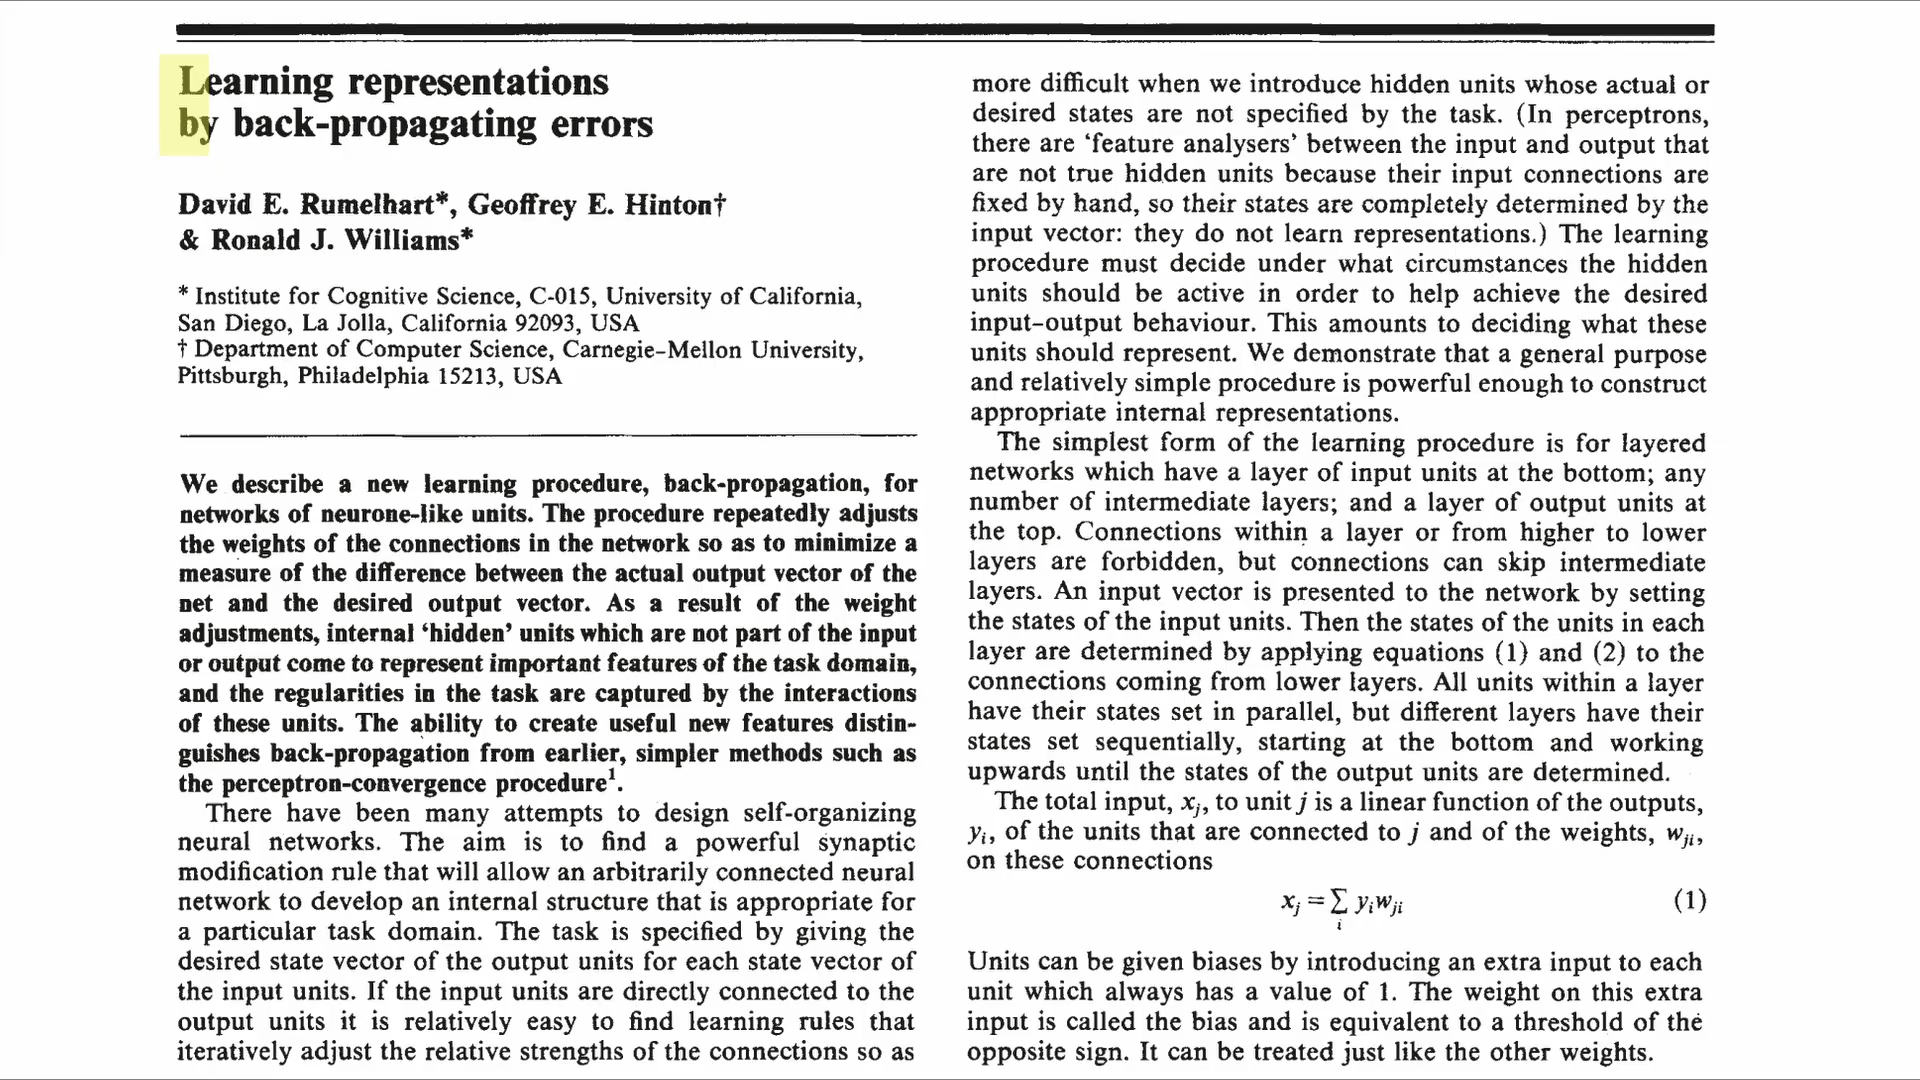 Learning representations
by back-propagating errors
David E. Rumelhart*, Geoffrey E. Hinton†
& Ronald J. Williams*
* Institute for Cognitive Science, C-015, University of California,
San Diego, La Jolla, California 92093, USA
† Department of Computer Science, Carnegie-Mellon University,
Pittsburgh, Philadelphia 15213, USA
We describe a new learning procedure, back-propagation, for
networks of neurone-like units. The procedure repeatedly adjusts
the weights of the connections in the network so as to minimize a
measure of the difference between the actual output vector of the
net and the desired output vector. As a result of the weight
adjustments, internal ‘hidden’ units which are not part of the input
or output come to represent important features of the task domain,
and the regularities in the task are captured by the interactions
of these units. The ability to create useful new features distin-
guishes back-propagation from earlier, simpler methods such as
the perceptron-convergence procedure¹.
There have been many attempts to design self-organizing
neural networks. The aim is to find a powerful synaptic
modification rule that will allow an arbitrarily connected neural
network to develop an internal structure that is appropriate for
a particular task domain. The task is specified by giving the
desired state vector of the output units for each state vector of
the input units. If the input units are directly connected to the
output units it is relatively easy to find learning rules that
iteratively adjust the relative strengths of the connections so as
more difficult when we introduce hidden units whose actual or
desired states are not specified by the task. (In perceptrons,
there are ‘feature analysers’ between the input and output that
are not true hidden units because their input connections are
fixed by hand, so their states are completely determined by the
input vector: they do not learn representations.) The learning
procedure must decide under what circumstances the hidden
units should be active in order to help achieve the desired
input-output behaviour. This amounts to deciding what these
units should represent. We demonstrate that a general purpose
and relatively simple procedure is powerful enough to construct
appropriate internal representations.
The simplest form of the learning procedure is for layered
networks which have a layer of input units at the bottom; any
number of intermediate layers; and a layer of output units at
the top. Connections within a layer or from higher to lower
layers are forbidden, but connections can skip intermediate
layers. An input vector is presented to the network by setting
the states of the input units. Then the states of the units in each
layer are determined by applying equations (1) and (2) to the
connections coming from lower layers. All units within a layer
have their states set in parallel, but different layers have their
states set sequentially, starting at the bottom and working
upwards until the states of the output units are determined.
The total input, xⱼ, to unit j is a linear function of the outputs,
yᵢ, of the units that are connected to j and of the weights, wⱼᵢ,
on these connections
xⱼ = ∑ᵢ yᵢwⱼᵢ (1)
Units can be given biases by introducing an extra input to each
unit which always has a value of 1. The weight on this extra
input is called the bias and is equivalent to a threshold of the
opposite sign. It can be treated just like the other weights.